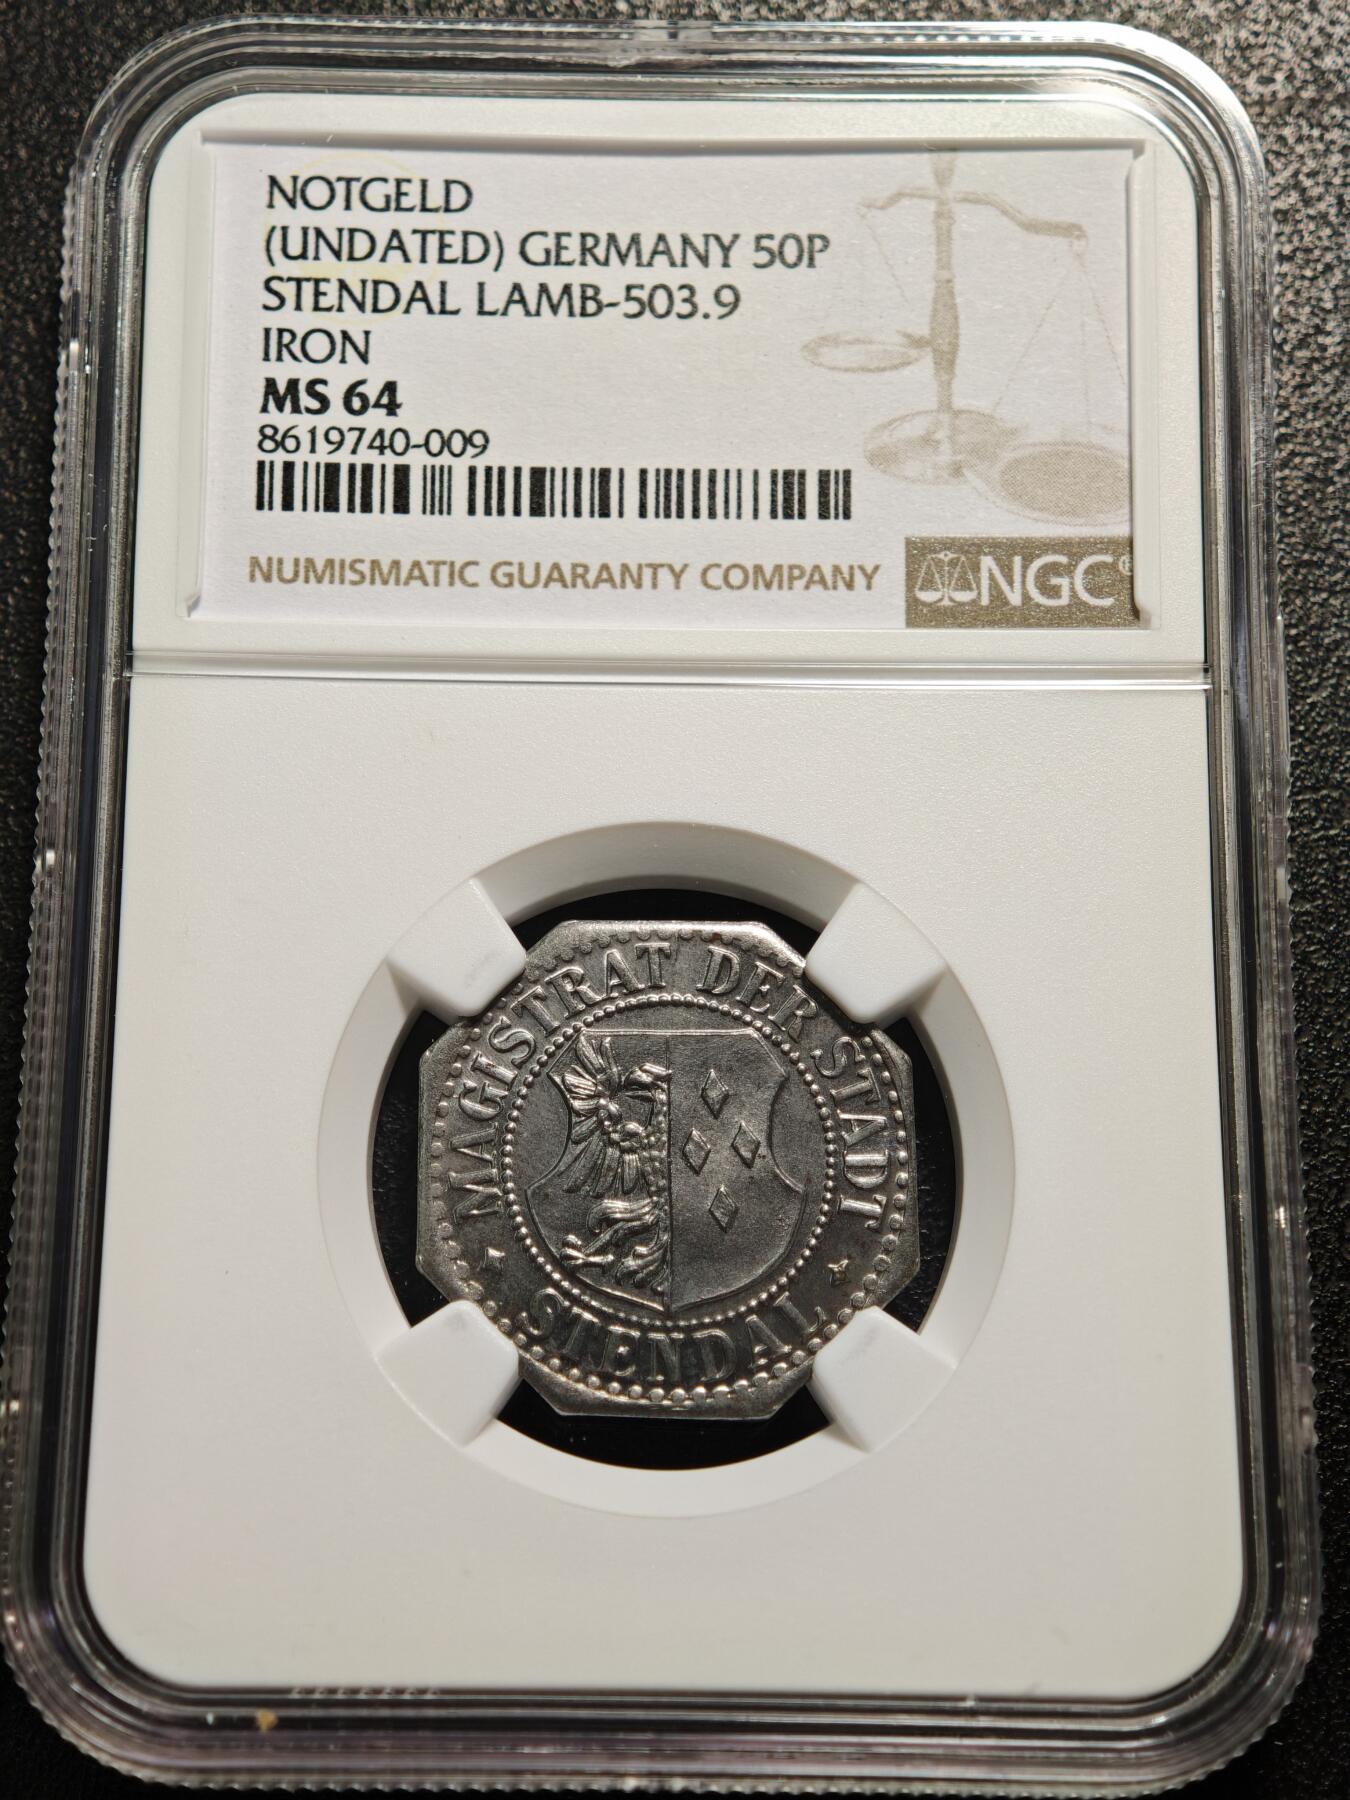 NOTGELD
(UNDATED) GERMANY 50P
STENDAL LAMB-503.9
IRON
MS 64
8619740-009
NUMISMATIC GUARANTY COMPANY
NGC®
MAGISTRAT DER STADT
STENDAL